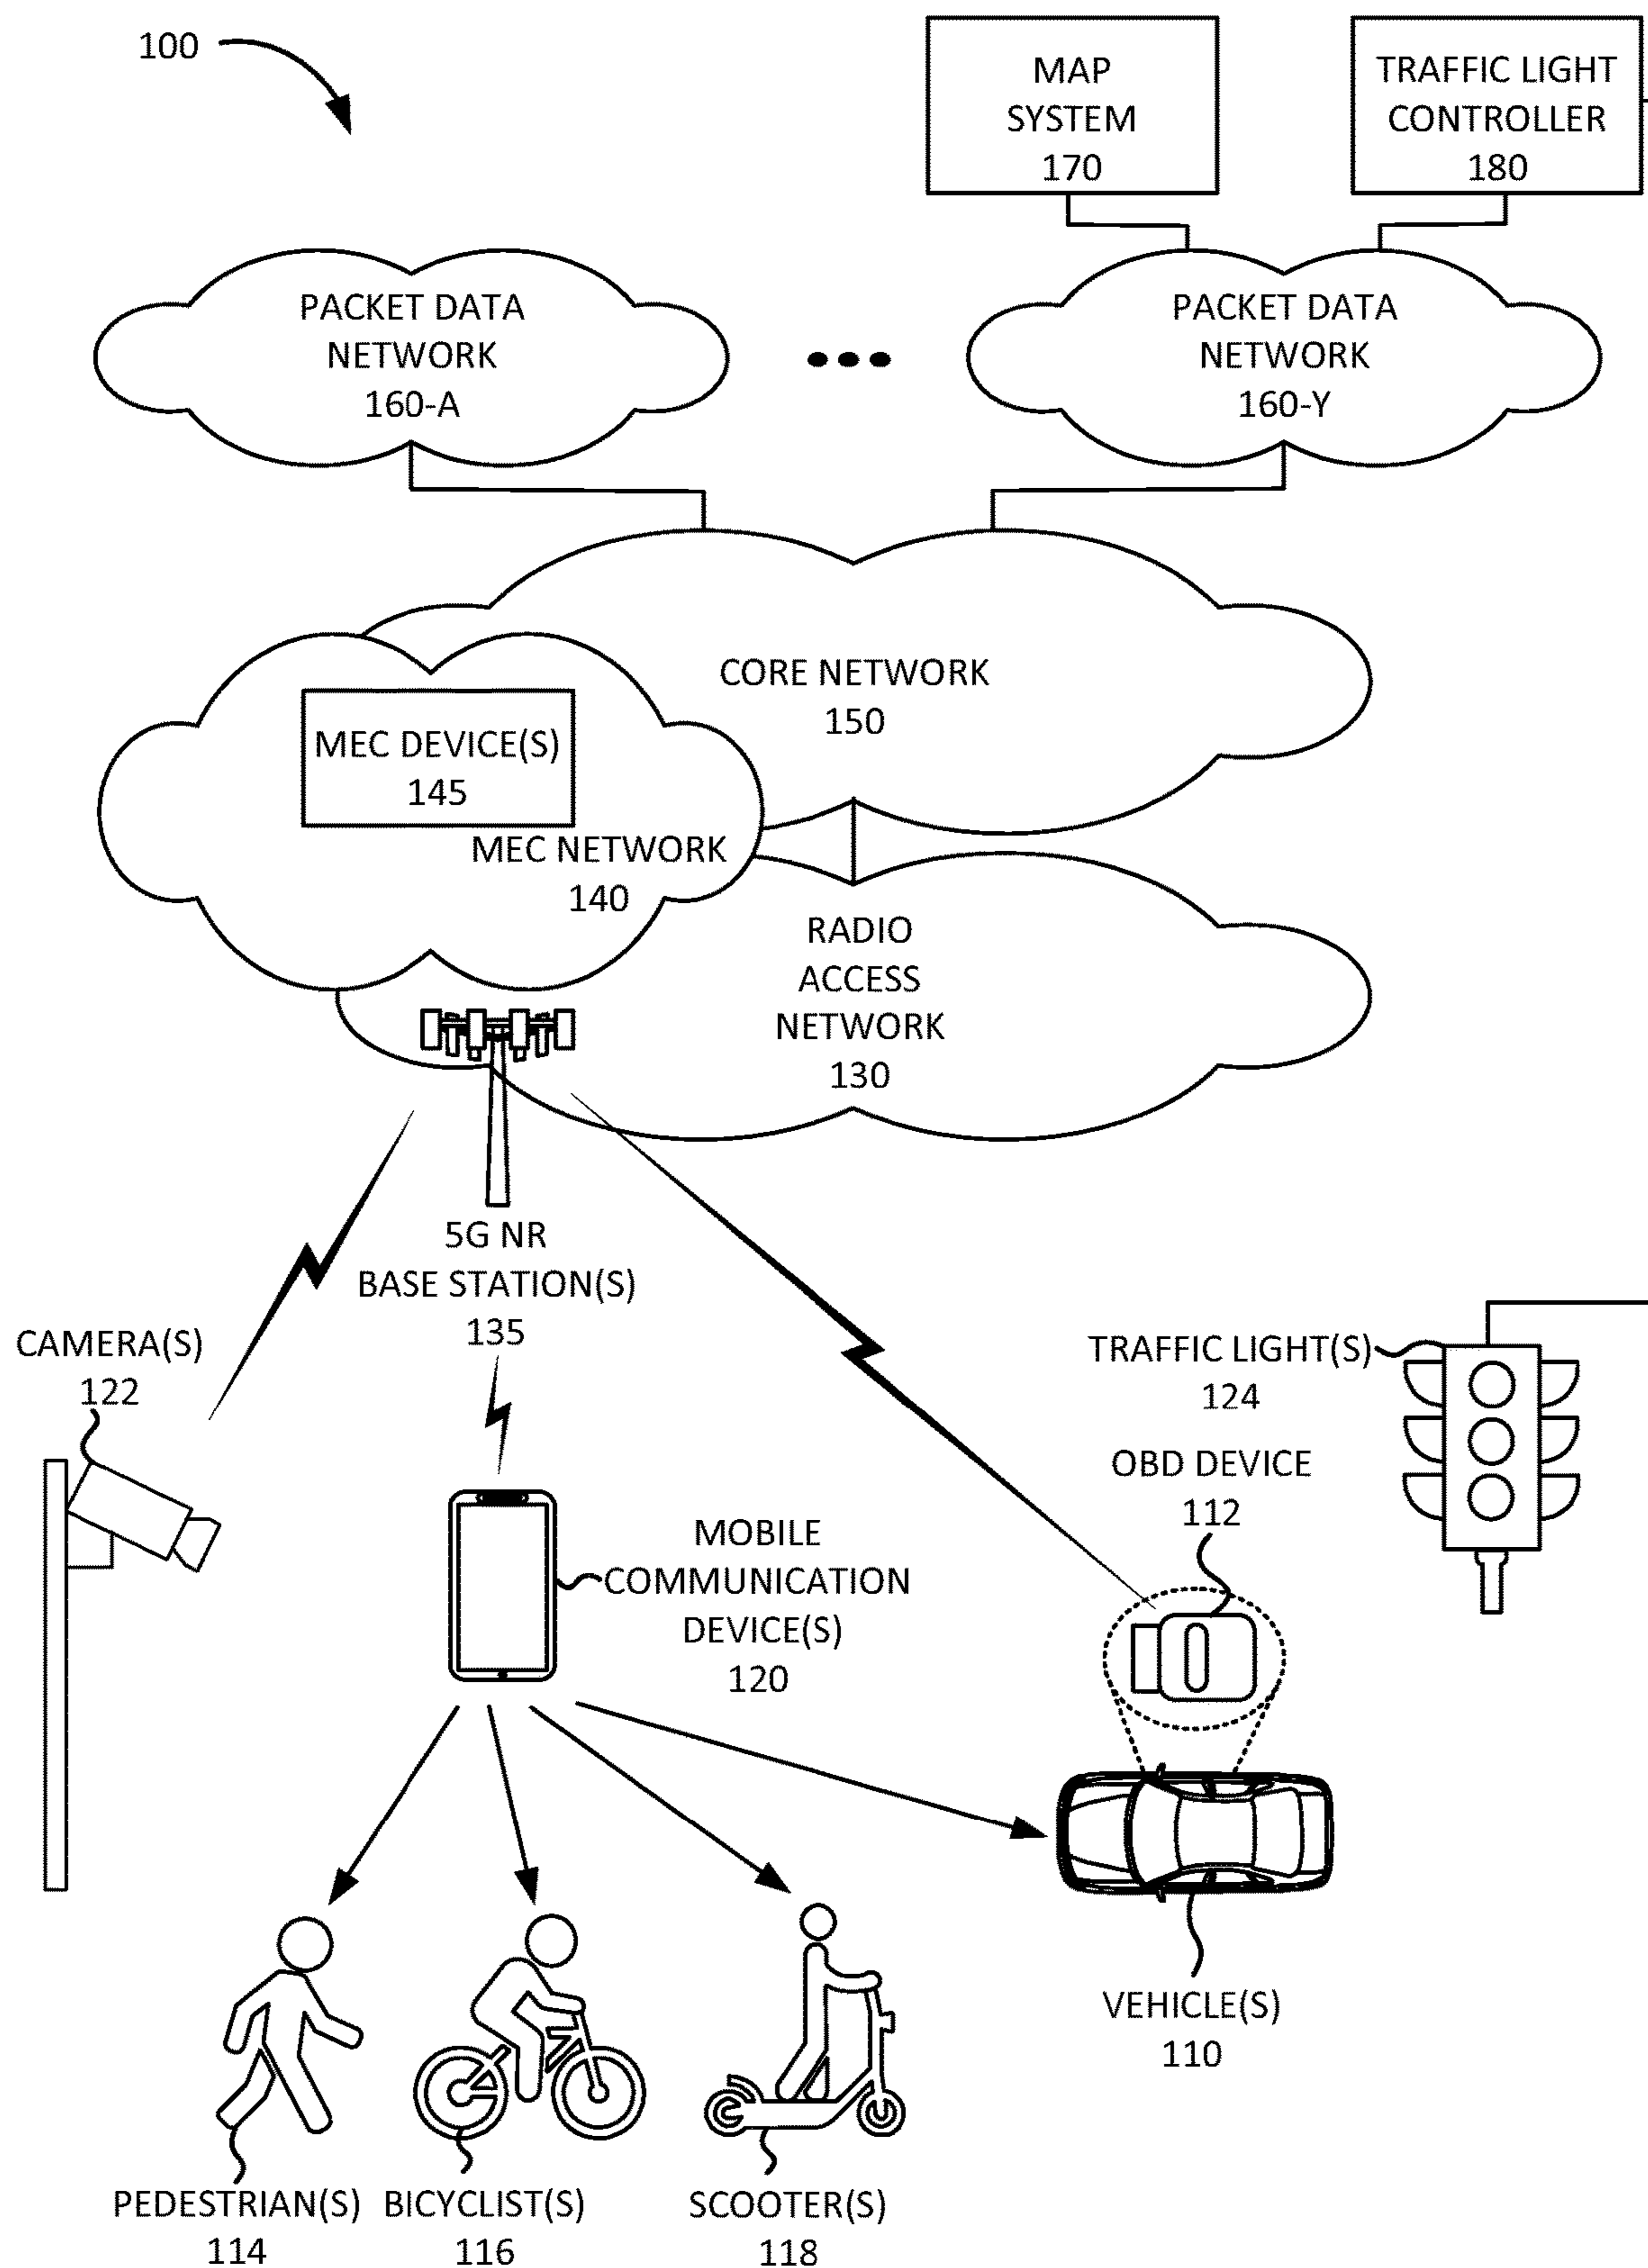 100
MAP
SYSTEM
170
TRAFFIC LIGHT
CONTROLLER
180
PACKET DATA
NETWORK
160-A
PACKET DATA
NETWORK
160-Y
CORE NETWORK
150
MEC DEVICE(S)
145
MEC NETWORK
140
RADIO
ACCESS
NETWORK
130
5G NR
BASE STATION(S)
135
CAMERA(S)
122
TRAFFIC LIGHT(S)
124
OBD DEVICE
112
MOBILE
COMMUNICATION
DEVICE(S)
120
VEHICLE(S)
110
PEDESTRIAN(S)
114
BICYCLIST(S)
116
SCOOTER(S)
118